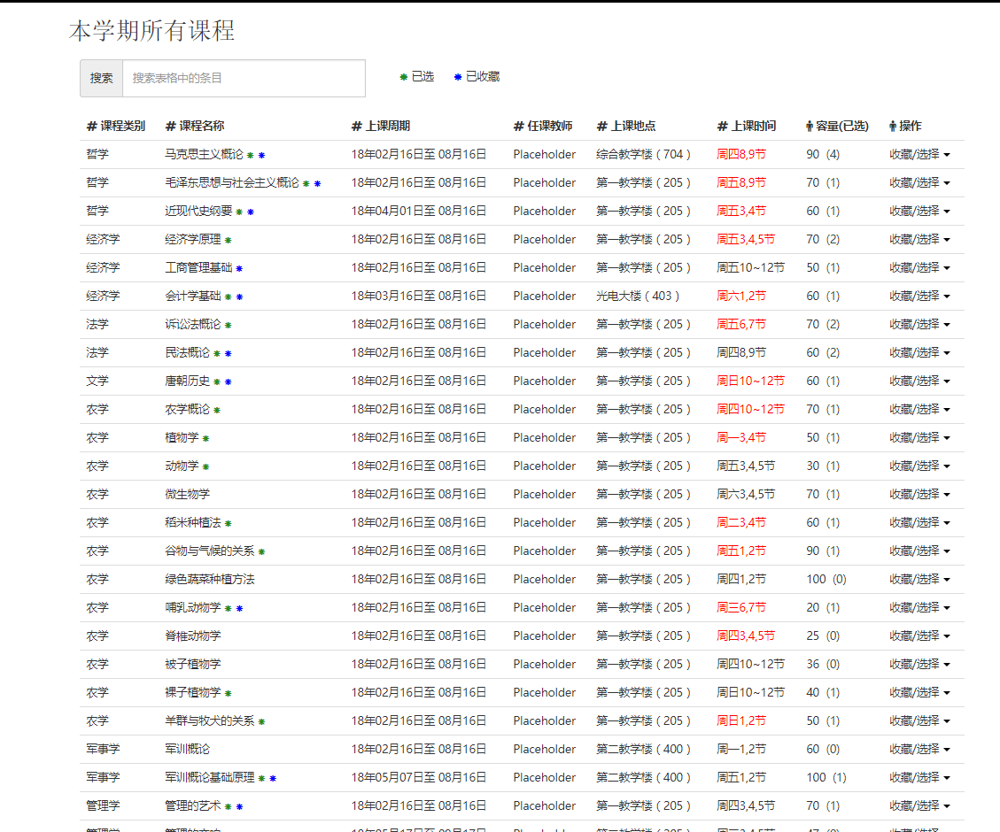 本学期所有课程
搜索 搜索表格中的条目 * 已选 * 已收藏
# 课程类别 # 课程名称 # 上课周期 # 任课教师 # 上课地点 # 上课时间 容量(已选) 操作
哲学 马克思主义概论 * * 18年02月16日至 08月16日 Placeholder 综合教学楼 ( 704 ) 周四8,9节 90 (4) 收藏/选择
哲学 毛泽东思想与社会主义概论 * * 18年02月16日至 08月16日 Placeholder 第一教学楼 ( 205 ) 周五8,9节 70 (1) 收藏/选择
哲学 近现代史纲要 * * 18年04月01日至 08月16日 Placeholder 第一教学楼 ( 205 ) 周五3,4节 60 (1) 收藏/选择
经济学 经济学原理 * 18年02月16日至 08月16日 Placeholder 第一教学楼 ( 205 ) 周五3,4,5节 70 (2) 收藏/选择
经济学 工商管理基础 * 18年02月16日至 08月16日 Placeholder 第一教学楼 ( 205 ) 周五10~12节 50 (1) 收藏/选择
经济学 会计学基础 * * 18年03月16日至 08月16日 Placeholder 光电大楼 ( 403 ) 周六1,2节 60 (1) 收藏/选择
法学 诉讼法概论 * 18年02月16日至 08月16日 Placeholder 第一教学楼 ( 205 ) 周五6,7节 70 (2) 收藏/选择
法学 民法概论 * * 18年02月16日至 08月16日 Placeholder 第一教学楼 ( 205 ) 周四8,9节 60 (2) 收藏/选择
文学 唐朝历史 * * 18年02月16日至 08月16日 Placeholder 第一教学楼 ( 205 ) 周日10~12节 60 (1) 收藏/选择
农学 农学概论 * 18年02月16日至 08月16日 Placeholder 第一教学楼 ( 205 ) 周四10~12节 70 (1) 收藏/选择
农学 植物学 * 18年02月16日至 08月16日 Placeholder 第一教学楼 ( 205 ) 周一3,4节 50 (1) 收藏/选择
农学 动物学 * 18年02月16日至 08月16日 Placeholder 第一教学楼 ( 205 ) 周五3,4,5节 30 (1) 收藏/选择
农学 微生物学 18年02月16日至 08月16日 Placeholder 第一教学楼 ( 205 ) 周六3,4,5节 70 (1) 收藏/选择
农学 稻米种植法 * 18年02月16日至 08月16日 Placeholder 第一教学楼 ( 205 ) 周二3,4节 60 (1) 收藏/选择
农学 谷物与气候的关系 * 18年02月16日至 08月16日 Placeholder 第一教学楼 ( 205 ) 周五1,2节 90 (1) 收藏/选择
农学 绿色蔬菜种植方法 18年02月16日至 08月16日 Placeholder 第一教学楼 ( 205 ) 周四1,2节 100 (0) 收藏/选择
农学 哺乳动物学 * * 18年02月16日至 08月16日 Placeholder 第一教学楼 ( 205 ) 周三6,7节 20 (1) 收藏/选择
农学 脊椎动物学 18年02月16日至 08月16日 Placeholder 第一教学楼 ( 205 ) 周四3,4,5节 25 (0) 收藏/选择
农学 被子植物学 18年02月16日至 08月16日 Placeholder 第一教学楼 ( 205 ) 周四10~12节 36 (0) 收藏/选择
农学 裸子植物学 * 18年02月16日至 08月16日 Placeholder 第一教学楼 ( 205 ) 周日10~12节 40 (1) 收藏/选择
农学 羊群与牧犬的关系 * 18年02月16日至 08月16日 Placeholder 第一教学楼 ( 205 ) 周日1,2节 50 (1) 收藏/选择
军事学 军训概论 18年02月16日至 08月16日 Placeholder 第二教学楼 ( 400 ) 周一1,2节 60 (0) 收藏/选择
军事学 军训概论基础原理 * * 18年05月07日至 08月16日 Placeholder 第二教学楼 ( 400 ) 周五1,2节 100 (1) 收藏/选择
管理学 管理的艺术 * * 18年02月16日至 08月16日 Placeholder 第一教学楼 ( 205 ) 周四3,4,5节 70 (1) 收藏/选择